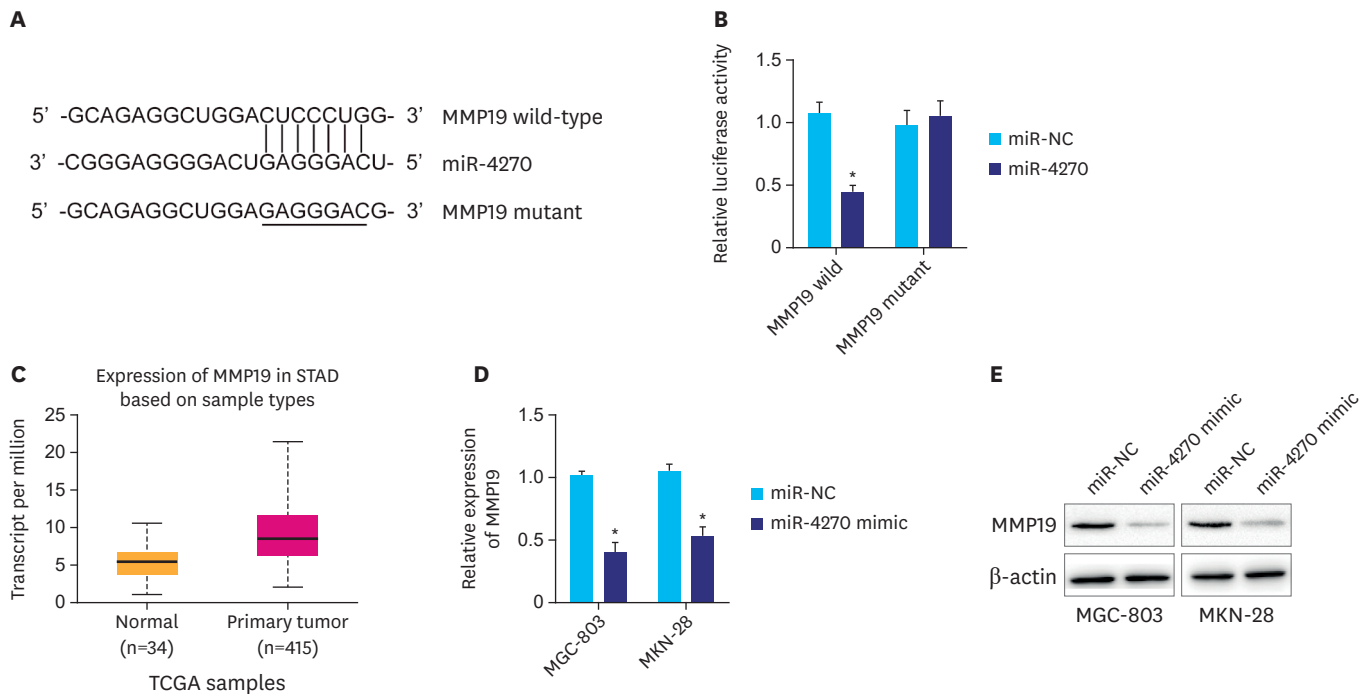 A
5’ -GCAGAGGCUGGACUCCCUGG- 3’ MMP19 wild-type
3’ -CGGGAGGGGACUGAGGGACU- 5’ miR-4270
5’ -GCAGAGGCUGGAGAGGGACG- 3’ MMP19 mutant
B
Relative luciferase activity
1.5
1.0
0.5
0
*
MMP19 wild
MMP19 mutant
miR-NC
miR-4270
C
Expression of MMP19 in STAD
based on sample types
Transcript per million
25
20
15
10
5
0
Normal
(n=34)
Primary tumor
(n=415)
TCGA samples
D
Relative expression
of MMP19
1.5
1.0
0.5
0
*
*
MGC-803
MKN-28
miR-NC
miR-4270 mimic
E
miR-NC
miR-4270 mimic
miR-NC
miR-4270 mimic
MMP19
β-actin
MGC-803
MKN-28